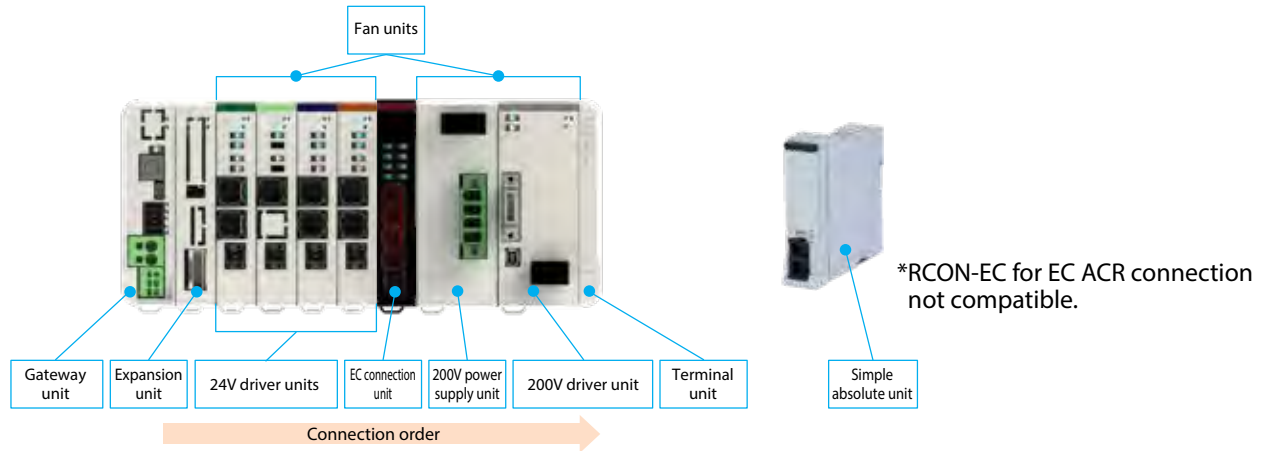 Fan units
*RCON-EC for EC ACR connection
not compatible.
Gateway
unit
Expansion
unit
24V driver units
EC connection
unit
200V power
supply unit
200V driver unit
Terminal
unit
Simple
absolute unit
Connection order